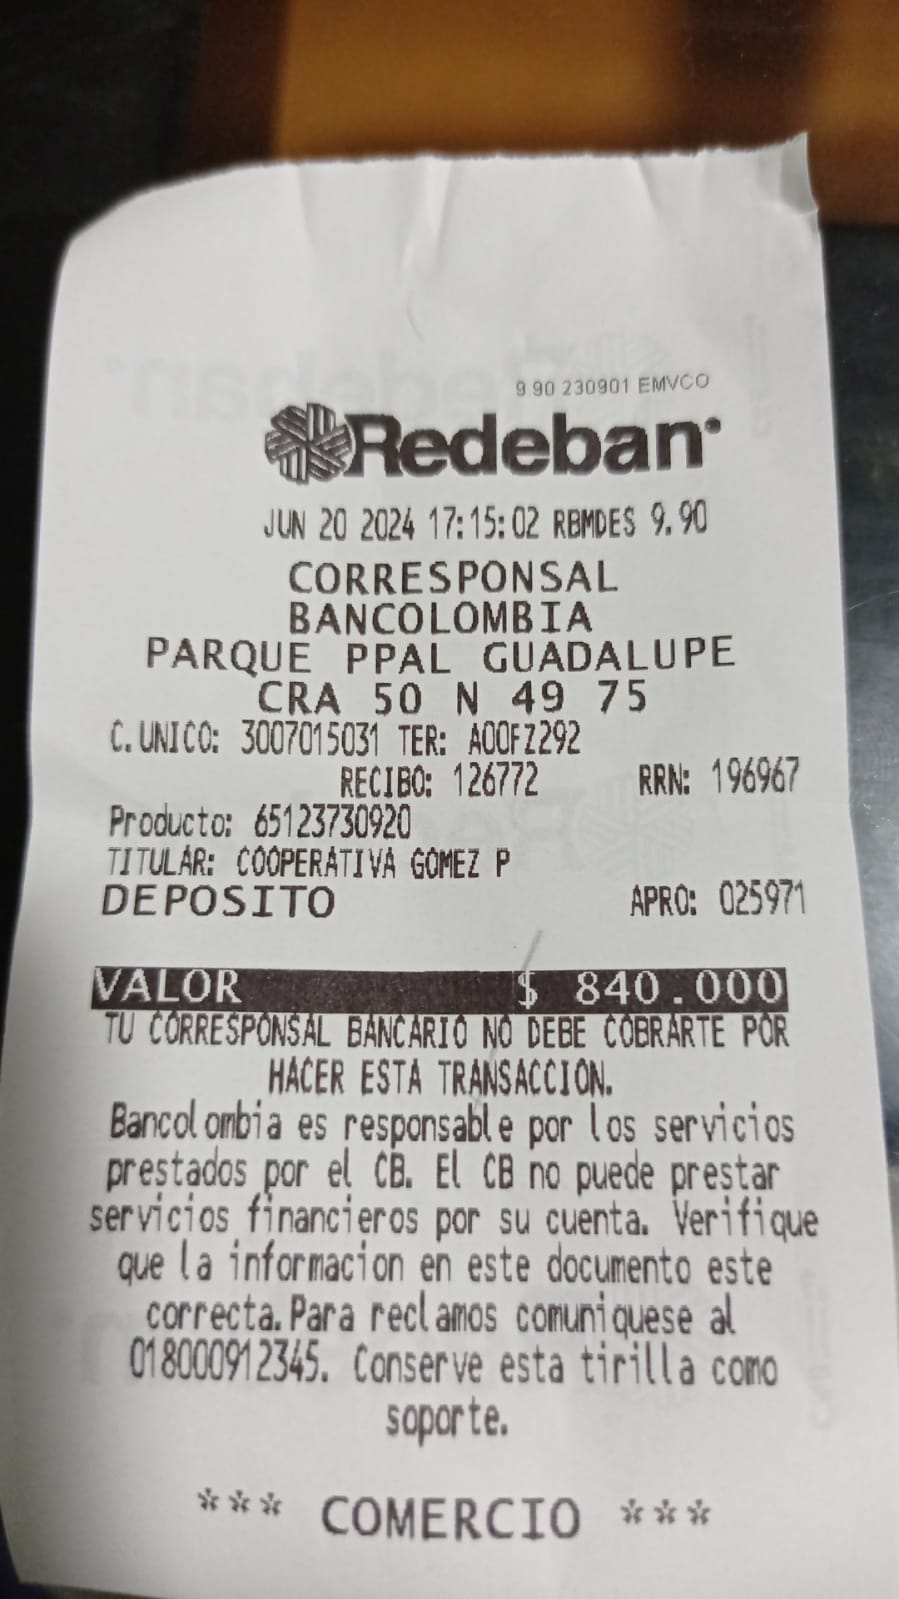 9 90 230901 EMVCO
Redeban
JUN 20 2024 17:15:02 RBMDES 9.90
CORRESPONSAL
BANCOLOMBIA
PARQUE PPAL GUADALUPE
CRA 50 N 49 75
C. UNICO: 3007015031 TER: A00FZ292
RECIBO: 126772 RRN: 196967
Producto: 65123730920
TITULAR: COOPERATIVA GOMEZ P
DEPOSITO APRO: 025971
VALOR $ 840.000
TU CORRESPONSAL BANCARIO NO DEBE COBRARTE POR
HACER ESTA TRANSACCION.
Bancolombia es responsable por los servicios
prestados por el CB. El CB no puede prestar
servicios financieros por su cuenta. Verifique
que la informacion en este documento este
correcta. Para reclamos comuniquese al
018000912345. Conserve esta tirilla como
soporte.
*** COMERCIO ***